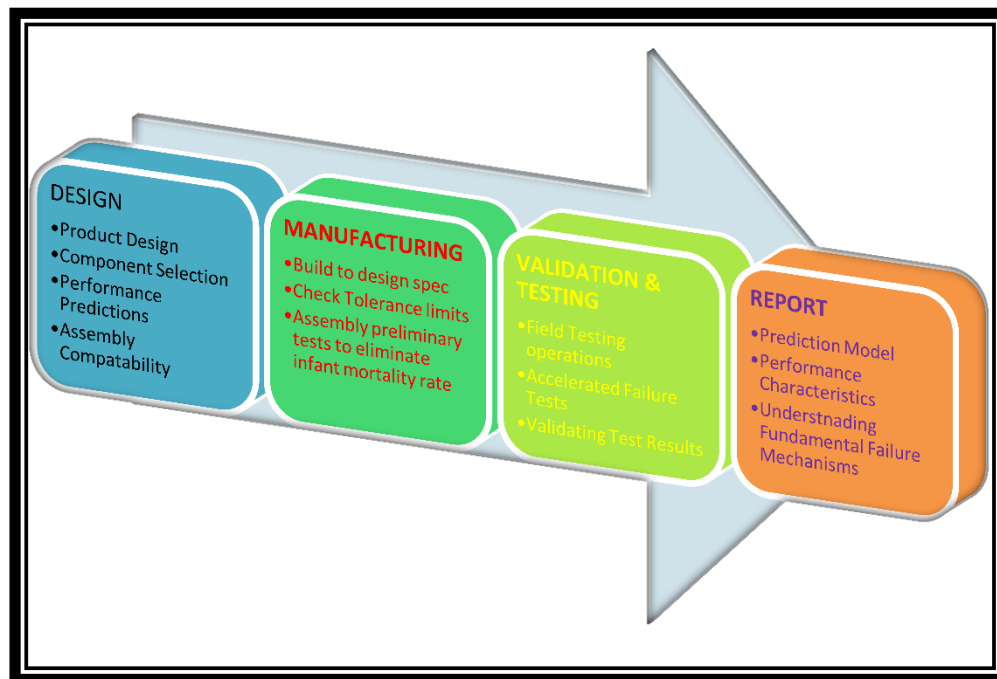 DESIGN
•Product Design
•Component Selection
•Performance
Predictions
•Assembly
Compatability
MANUFACTURING
•Build to design spec
•Check Tolerance limits
•Assembly preliminary
tests to eliminate
infant mortality rate
VALIDATION &
TESTING
•Field Testing
operations
•Accelerated Failure
Tests
•Validating Test Results
REPORT
•Prediction Model
•Performance
Characteristics
•Understnading
Fundamental Failure
Mechanisms